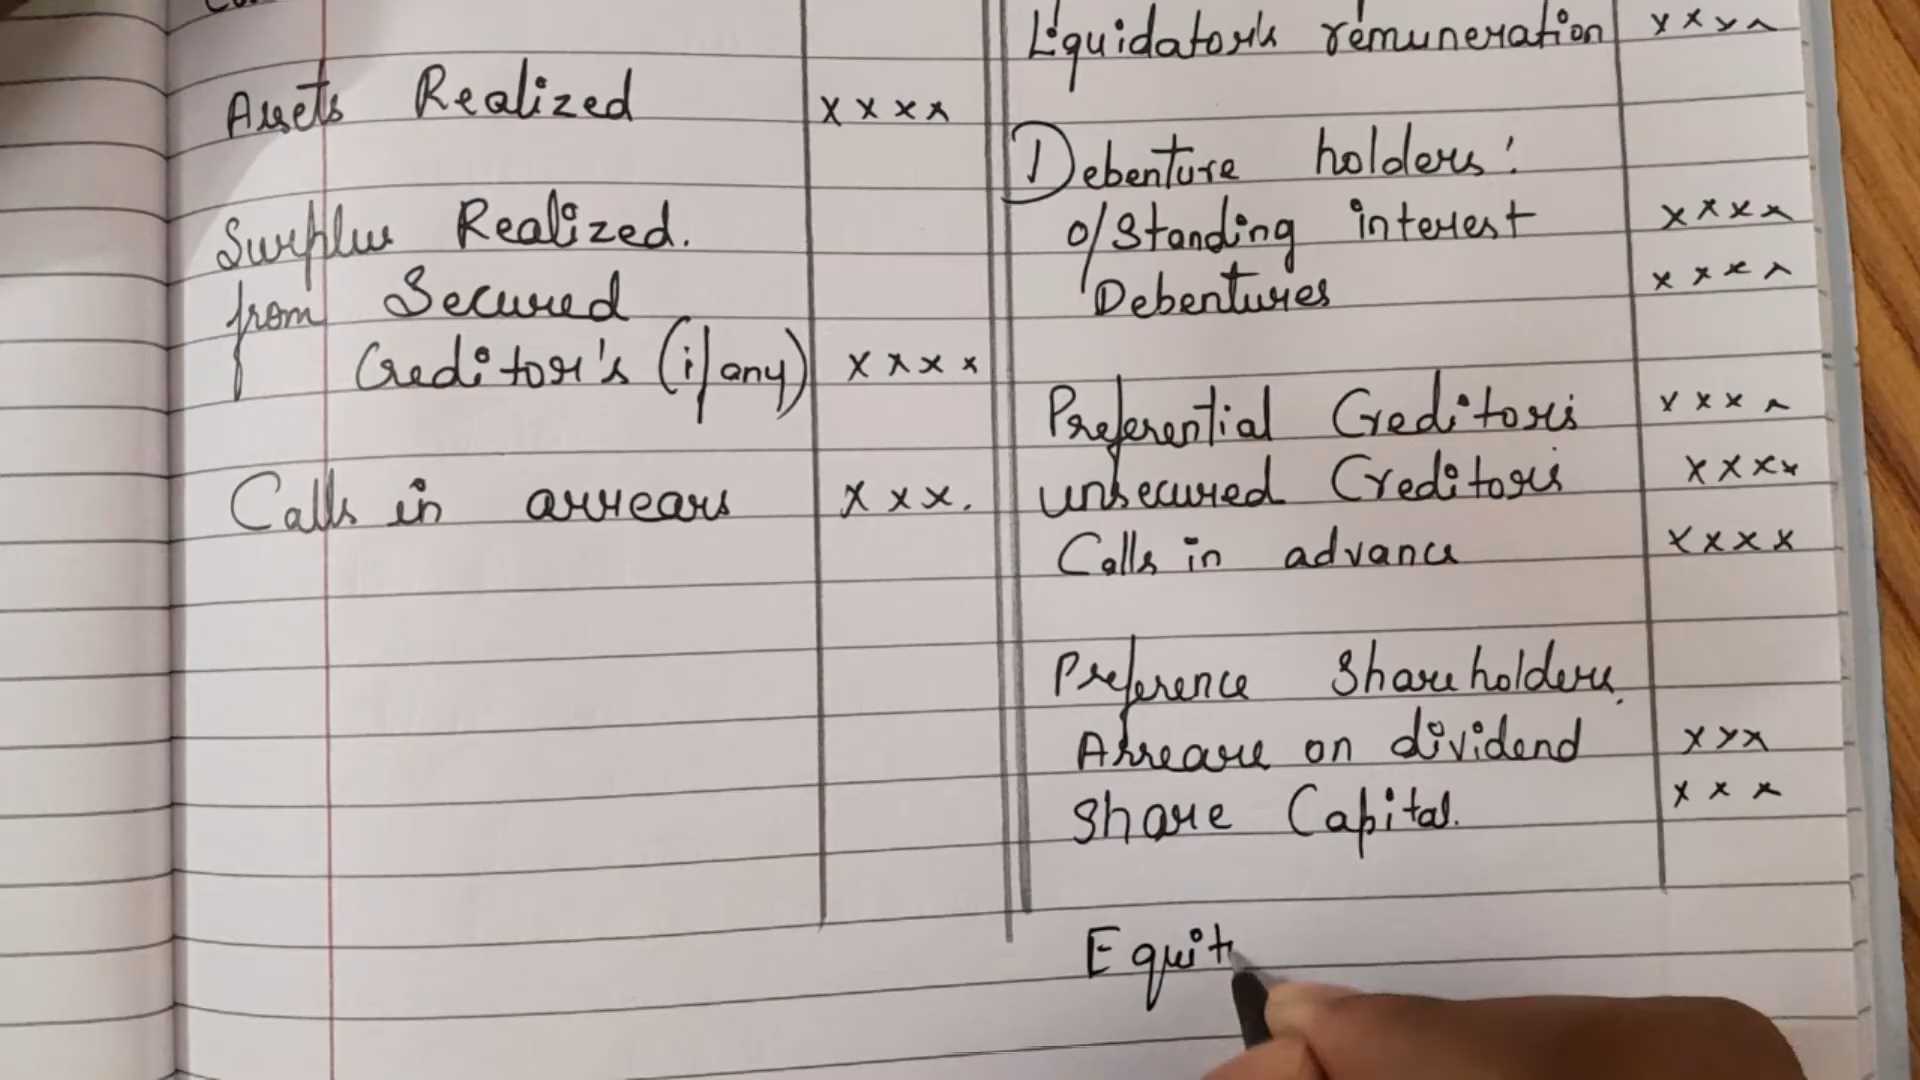 Assets Realized xxxx
Surplus Realized.
from Secured
Creditor's (if any) xxxx
Calls in arrears xxx.
Liquidator's remuneration xxxx
Debenture holders:
o/Standing interest xxxx
Debentures xxxx
Preferential Creditors xxxx
unsecured Creditors xxxx
Calls in advance xxxx
Preference Shareholders.
Arrears on dividend xxx
Share Capital. xxx
Equit